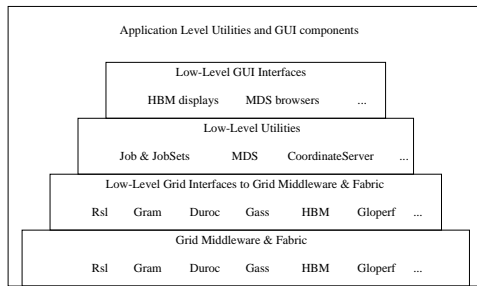 Application Level Utilities and GUI components
Low-Level GUI Interfaces
HBM displays MDS browsers ...
Low-Level Utilities
Job & JobSets MDS CoordinateServer ...
Low-Level Grid Interfaces to Grid Middleware & Fabric
Rsl Gram Duroc Gass HBM Gloperf ...
Grid Middleware & Fabric
Rsl Gram Duroc Gass HBM Gloperf ...